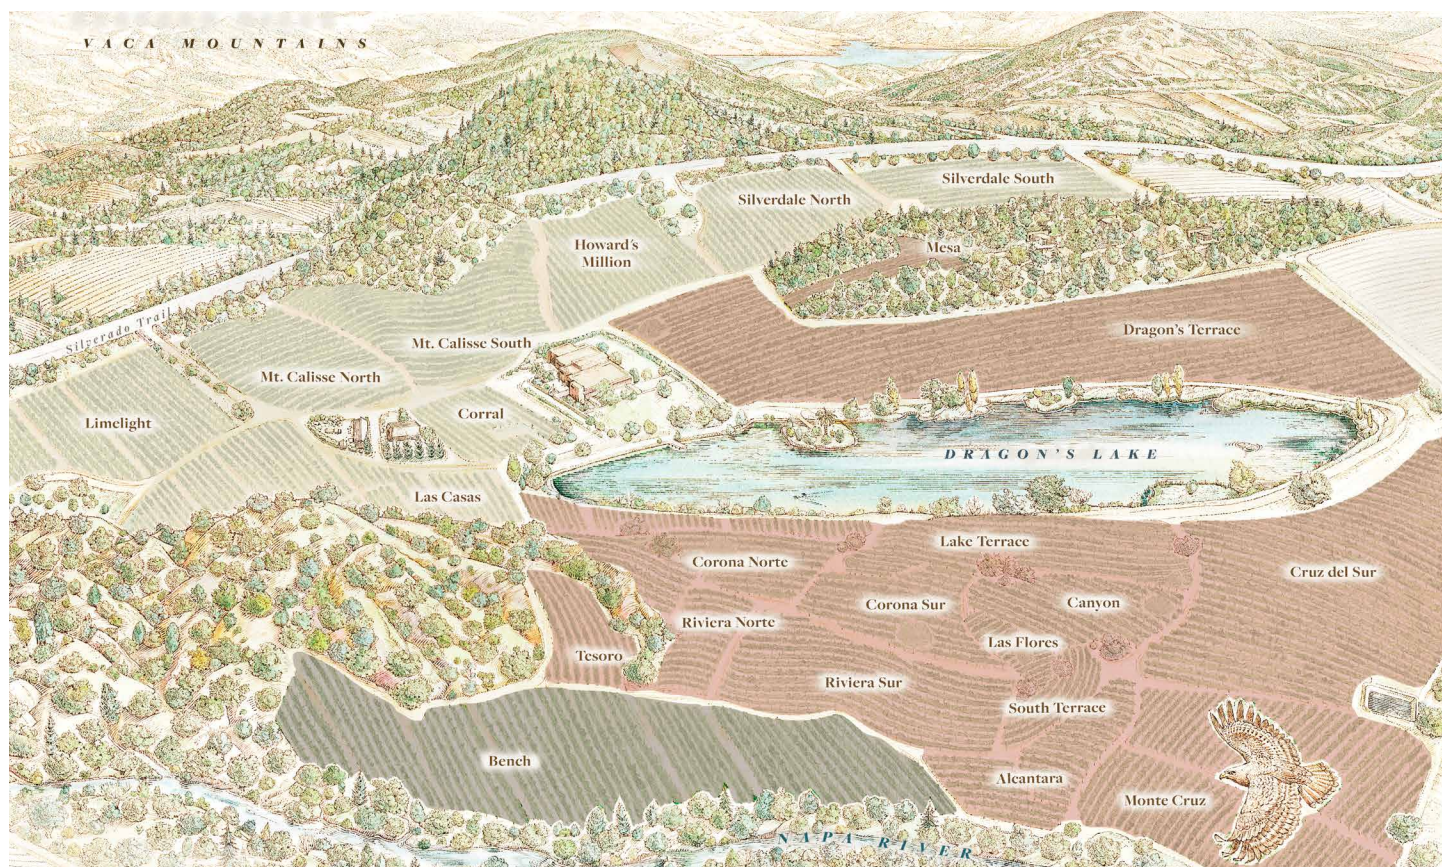 VACA MOUNTAINS
Silverdale South
Silverdale North
Howard's
Million
Mesa
Silverado Trail
Mt. Calisse South
Dragon's Terrace
Mt. Calisse North
Limelight
Corral
DRAGON'S LAKE
Las Casas
Lake Terrace
Corona Norte
Cruz del Sur
Corona Sur
Canyon
Riviera Norte
Las Flores
Tesoro
Riviera Sur
South Terrace
Bench
Alcantara
Monte Cruz
NAPA RIVER